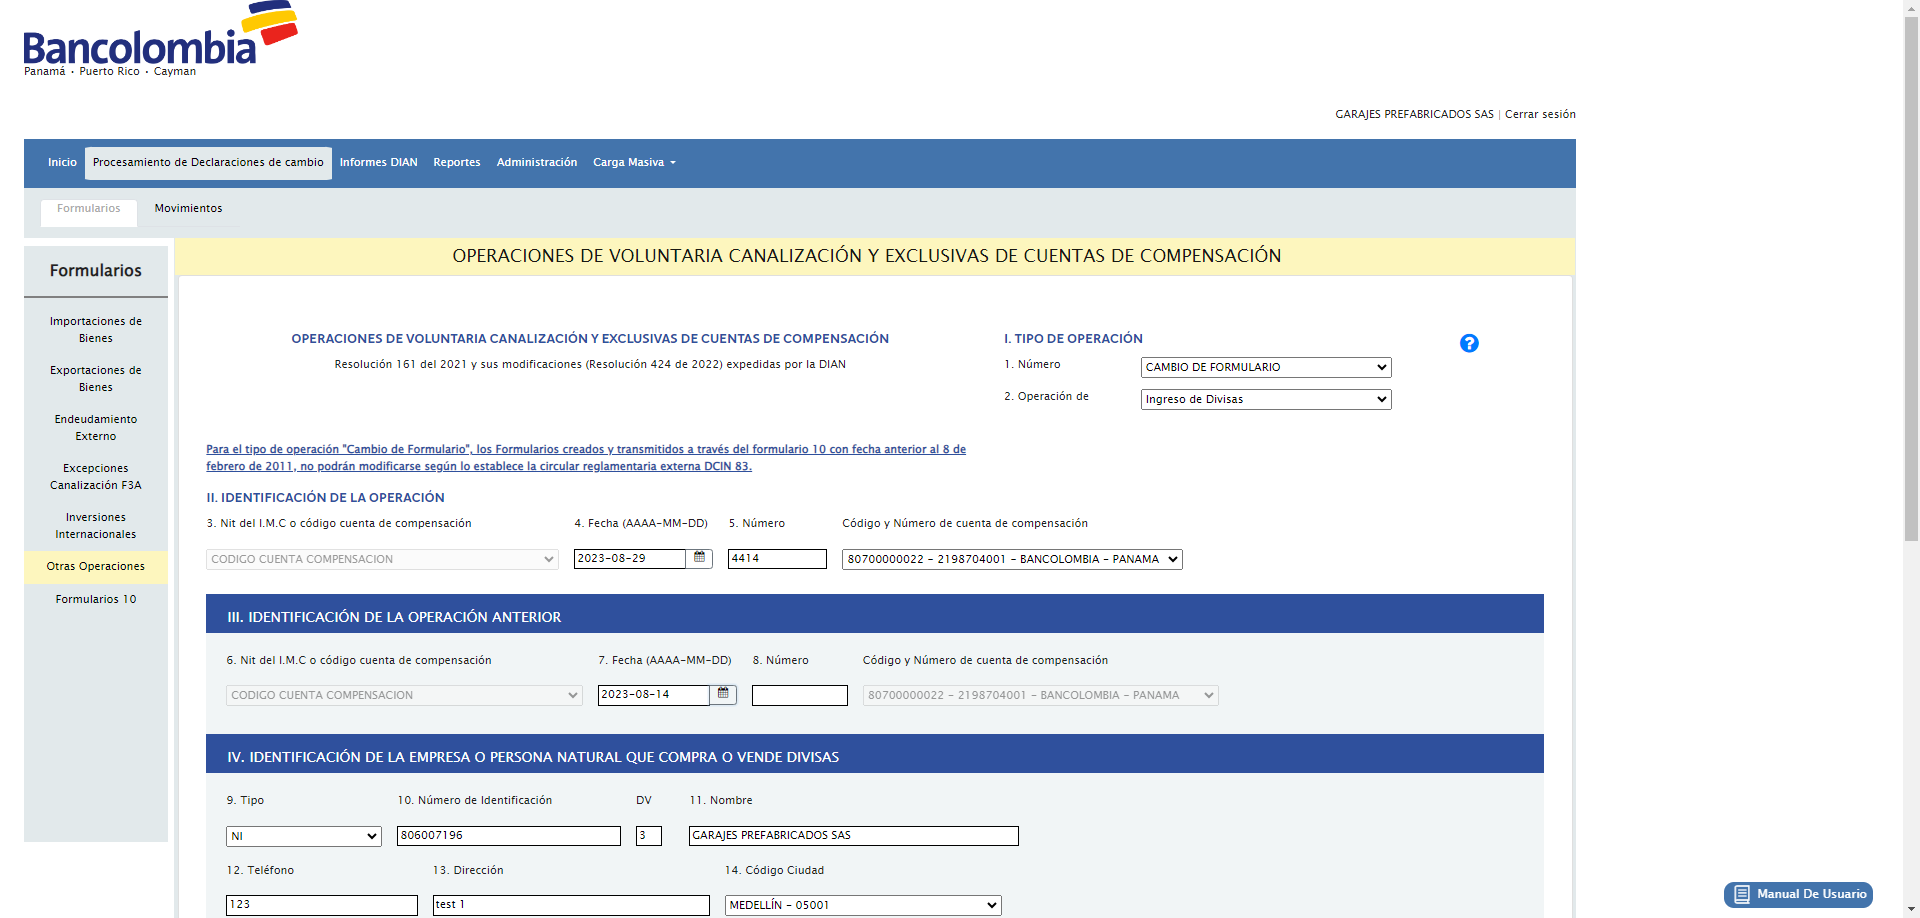 Bancolombia
Panamá • Puerto Rico • Cayman
GARAJES PREFABRICADOS SAS | Cerrar sesión
Inicio Procesamiento de Declaraciones de cambio Informes DIAN Reportes Administración Carga Masiva
Formularios Movimientos
Formularios
Importaciones de
Bienes
Exportaciones de
Bienes
Endeudamiento
Externo
Excepciones
Canalización F3A
Inversiones
Internacionales
Otras Operaciones
Formularios 10
OPERACIONES DE VOLUNTARIA CANALIZACIÓN Y EXCLUSIVAS DE CUENTAS DE COMPENSACIÓN
OPERACIONES DE VOLUNTARIA CANALIZACIÓN Y EXCLUSIVAS DE CUENTAS DE COMPENSACIÓN
Resolución 161 del 2021 y sus modificaciones (Resolución 424 de 2022) expedidas por la DIAN
I. TIPO DE OPERACIÓN
?
1. Número CAMBIO DE FORMULARIO
2. Operación de Ingreso de Divisas
Para el tipo de operación "Cambio de Formulario", los Formularios creados y transmitidos a través del formulario 10 con fecha anterior al 8 de
febrero de 2011, no podrán modificarse según lo establece la circular reglamentaria externa DCIN 83.
II. IDENTIFICACIÓN DE LA OPERACIÓN
3. Nit del I.M.C o código cuenta de compensación 4. Fecha (AAAA-MM-DD) 5. Número Código y Número de cuenta de compensación
CODIGO CUENTA COMPENSACION 2023-08-29 4414 80700000022 - 2198704001 - BANCOLOMBIA - PANAMA
III. IDENTIFICACIÓN DE LA OPERACIÓN ANTERIOR
6. Nit del I.M.C o código cuenta de compensación 7. Fecha (AAAA-MM-DD) 8. Número Código y Número de cuenta de compensación
CODIGO CUENTA COMPENSACION 2023-08-14 80700000022 - 2198704001 - BANCOLOMBIA - PANAMA
IV. IDENTIFICACIÓN DE LA EMPRESA O PERSONA NATURAL QUE COMPRA O VENDE DIVISAS
9. Tipo 10. Número de Identificación DV 11. Nombre
NI 806007196 3 GARAJES PREFABRICADOS SAS
12. Teléfono 13. Dirección 14. Código Ciudad
123 test 1 MEDELLÍN - 05001
Manual De Usuario